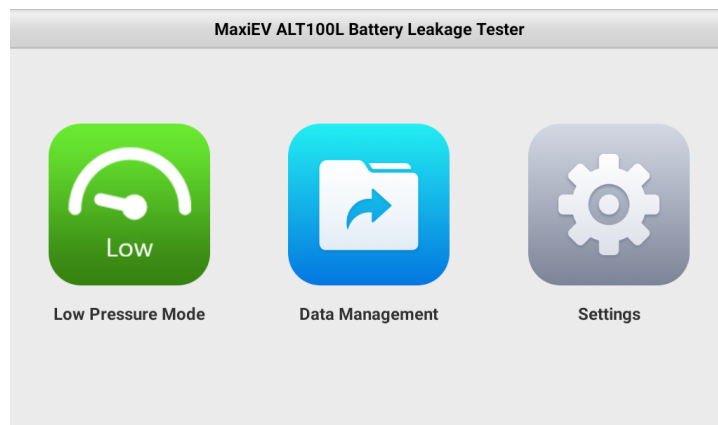 MaxiEV ALT100L Battery Leakage Tester
Low
Low Pressure Mode
Data Management
Settings